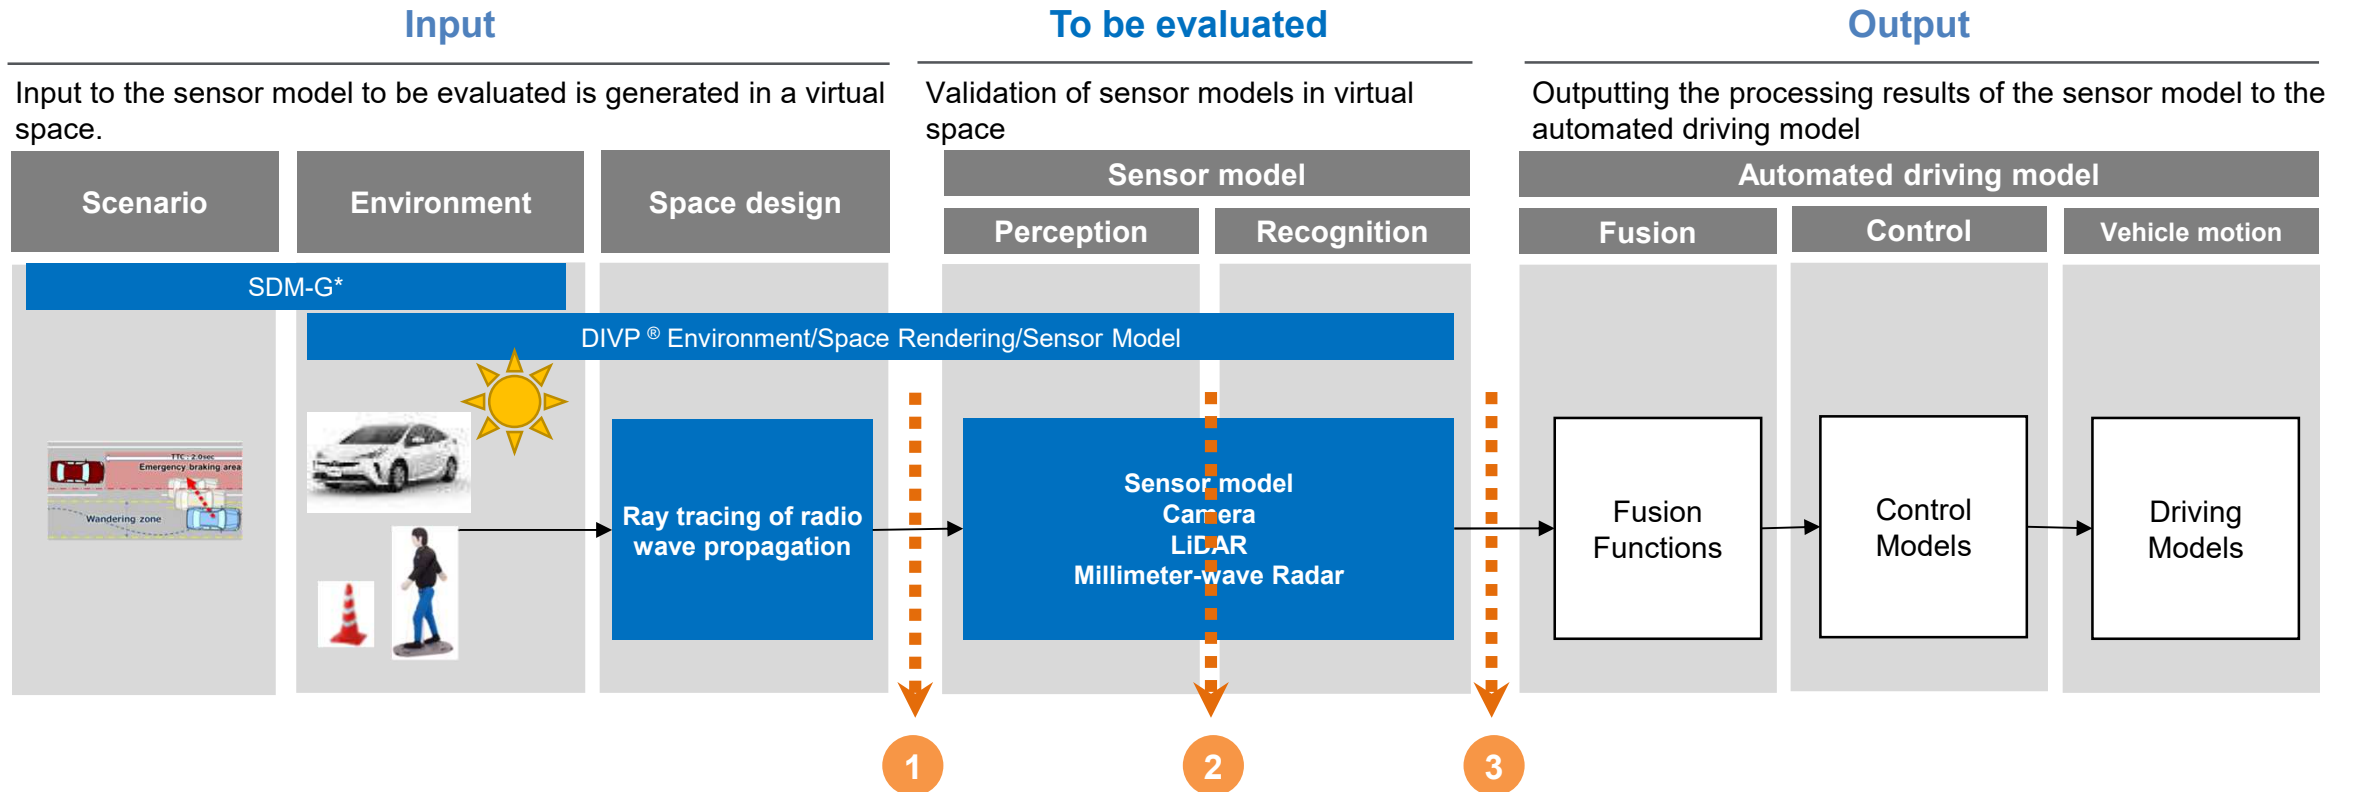 Input
To be evaluated
Output
Input to the sensor model to be evaluated is generated in a virtual
space.
Validation of sensor models in virtual
space
Outputting the processing results of the sensor model to the
automated driving model
Scenario
Environment
Space design
Sensor model
Perception
Recognition
Automated driving model
Fusion
Control
Vehicle motion
SDM-G*
DIVP ® Environment/Space Rendering/Sensor Model
TTC : 2.0sec
Emergency braking area
Wandering zone
Ray tracing of radio
wave propagation
Sensor model
Camera
LiDAR
Millimeter-wave Radar
Fusion
Functions
Control
Models
Driving
Models
1
2
3